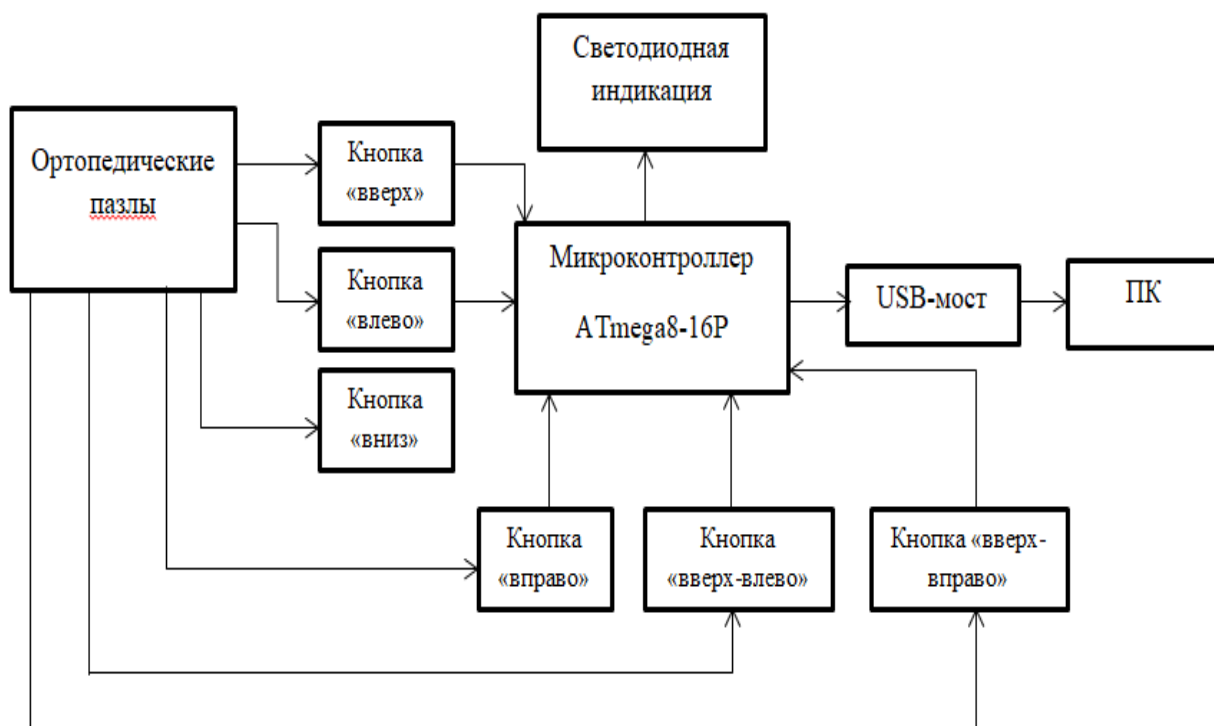 Светодиодная
индикация
Ортопедические
пазлы
Кнопка
«вверх»
Кнопка
«влево»
Кнопка
«вниз»
Микроконтроллер
ATmega8-16P
USB-мост
ПК
Кнопка
«вправо»
Кнопка
«вверх-влево»
Кнопка «вверх-
вправо»